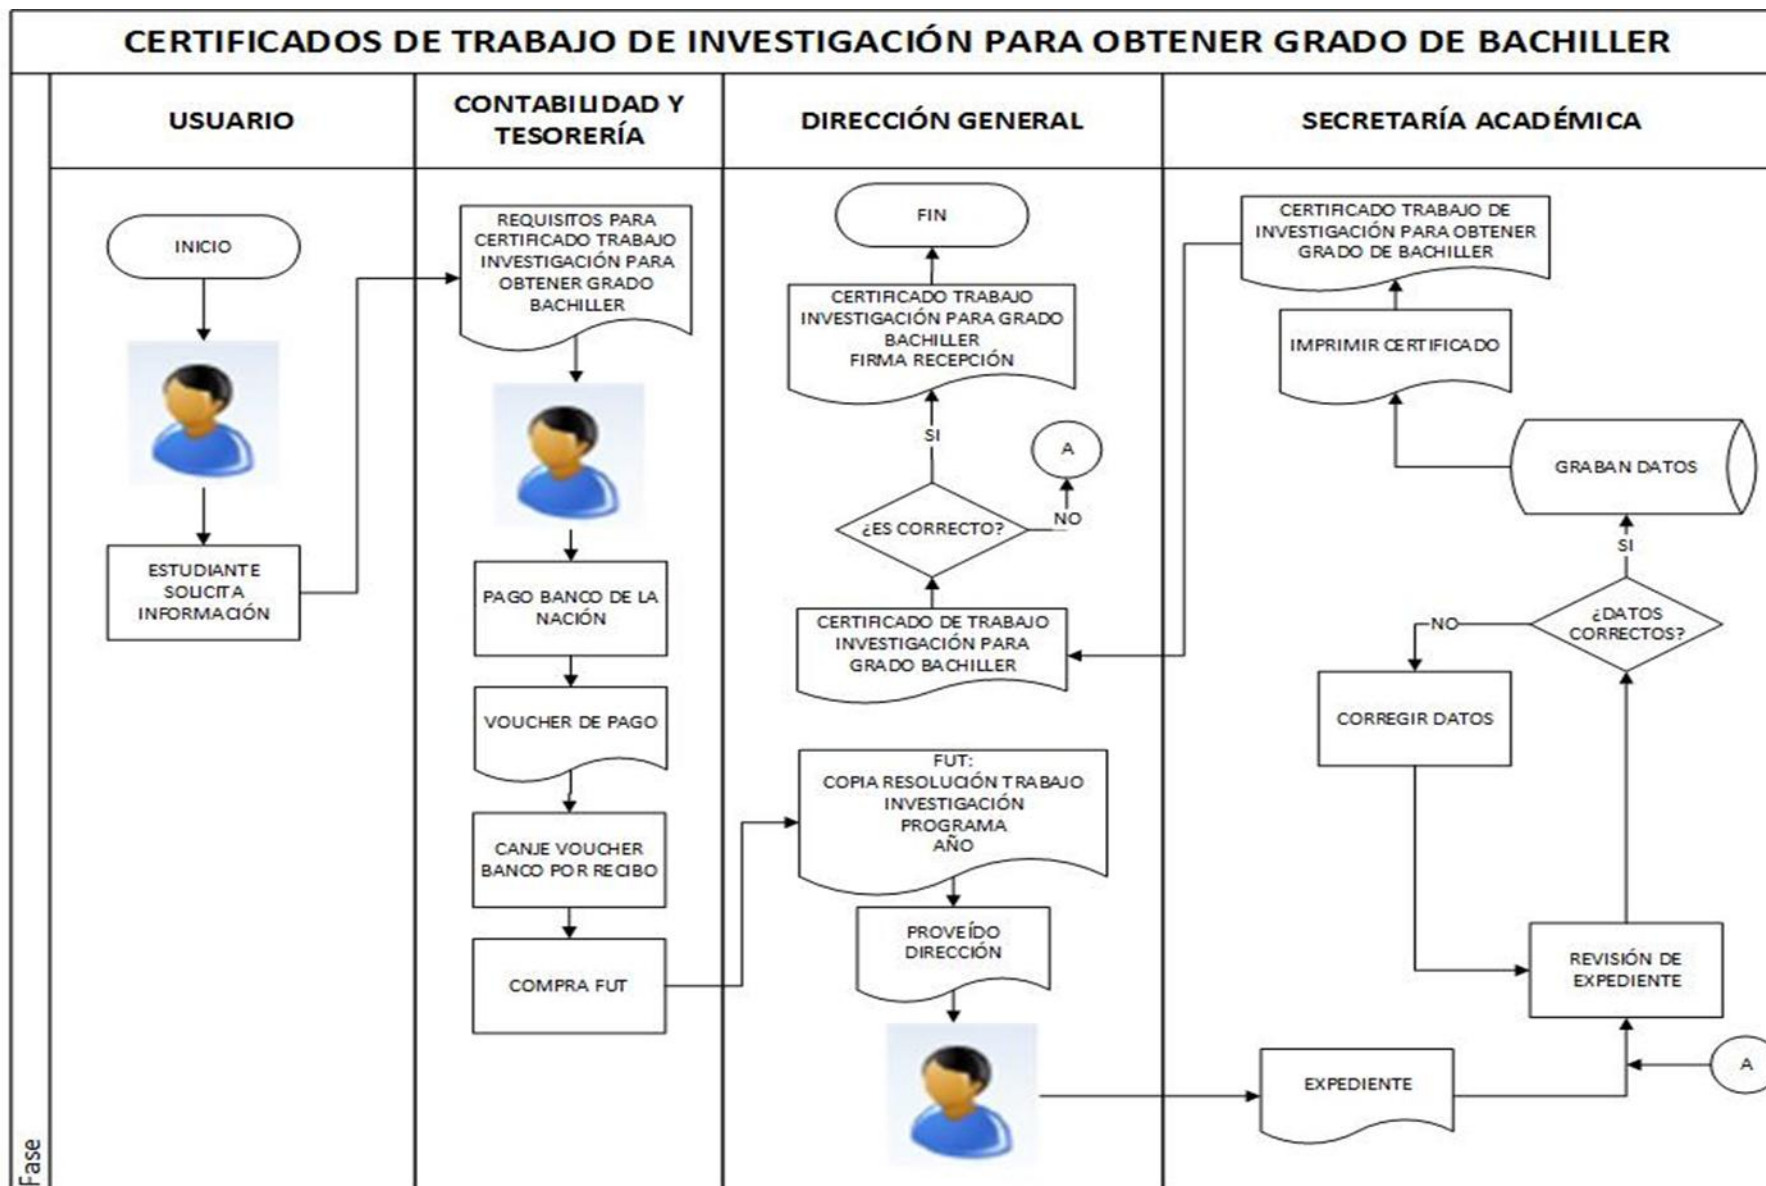 CERTIFICADOS DE TRABAJO DE INVESTIGACIÓN PARA OBTENER GRADO DE BACHILLER
Fase
USUARIO
INICIO
ESTUDIANTE
SOLICITA
INFORMACIÓN
CONTABILIDAD Y
TESORERÍA
REQUISITOS PARA
CERTIFICADO TRABAJO
INVESTIGACIÓN PARA
OBTENER GRADO
BACHILLER
PAGO BANCO DE LA
NACIÓN
VOUCHER DE PAGO
CANJE VOUCHER
BANCO POR RECIBO
COMPRA FUT
DIRECCIÓN GENERAL
FIN
CERTIFICADO TRABAJO
INVESTIGACIÓN PARA GRADO
BACHILLER
FIRMA RECEPCIÓN
SI
A
¿ES CORRECTO?
NO
CERTIFICADO DE TRABAJO
INVESTIGACIÓN PARA
GRADO BACHILLER
FUT:
COPIA RESOLUCIÓN TRABAJO
INVESTIGACIÓN
PROGRAMA
AÑO
PROVEÍDO
DIRECCIÓN
SECRETARÍA ACADÉMICA
CERTIFICADO TRABAJO DE
INVESTIGACIÓN PARA OBTENER
GRADO DE BACHILLER
IMPRIMIR CERTIFICADO
GRABAN DATOS
SI
¿DATOS
CORRECTOS?
NO
CORREGIR DATOS
REVISIÓN DE
EXPEDIENTE
EXPEDIENTE
A